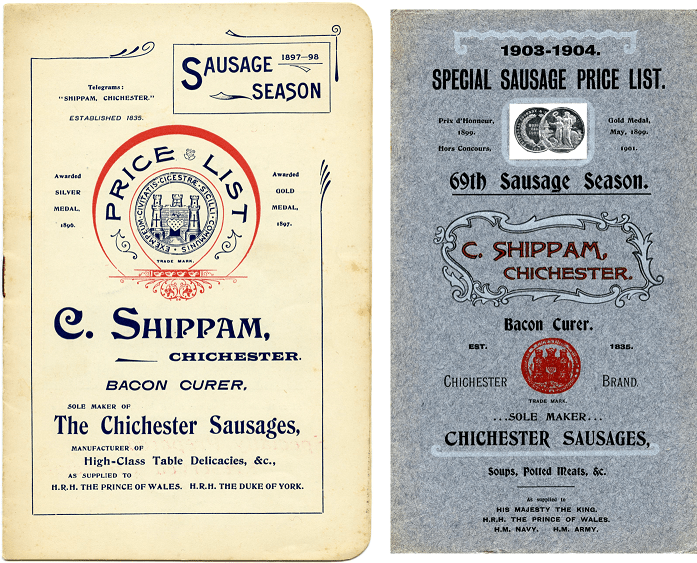 SAUSAGE 1897-98
SEASON
Telegrams:
"SHIPPAM, CHICHESTER."
ESTABLISHED 1835.
PRICE & LIST
Awarded
SILVER
MEDAL,
1896.
Awarded
GOLD
MEDAL,
1897.
EXEMPLUM · CIVITATIS · CICESTRÆ · SIGILLI · COMMUNIS
TRADE MARK.
C. SHIPPAM,
CHICHESTER.
BACON CURER,
SOLE MAKER OF
The Chichester Sausages,
MANUFACTURER OF
High-Class Table Delicacies, &c.,
AS SUPPLIED TO
H.R.H. THE PRINCE OF WALES. H.R.H. THE DUKE OF YORK.
1903-1904.
SPECIAL SAUSAGE PRICE LIST.
Prix d'Honneur,
1899.
Hors Concours.
Gold Medal,
May, 1899.
1901.
69th Sausage Season.
C. SHIPPAM,
CHICHESTER.
Bacon Curer.
EST. 1835.
CHICHESTER BRAND.
TRADE MARK.
...SOLE MAKER...
CHICHESTER SAUSAGES,
Soups, Potted Meats, &c.
As supplied to
HIS MAJESTY THE KING.
H.R.H. THE PRINCE OF WALES.
H.M. NAVY. H.M. ARMY.